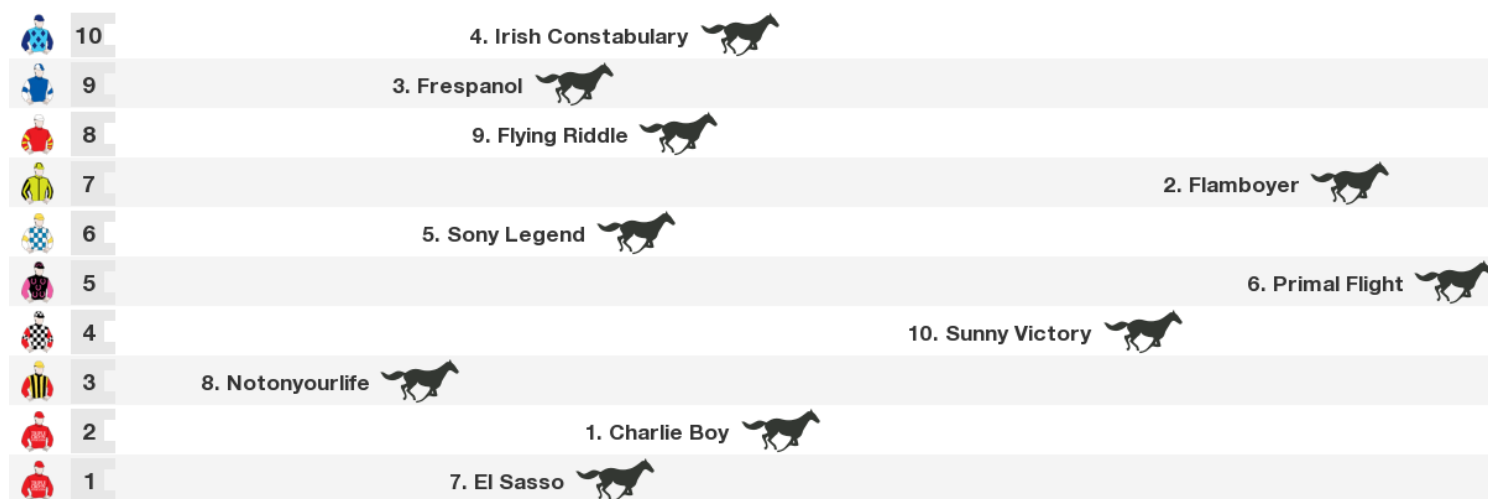 10 4. Irish Constabulary
9 3. Frespanol
8 9. Flying Riddle
7 2. Flamboyer
6 5. Sony Legend
5 6. Primal Flight
4 10. Sunny Victory
3 8. Notonyourlife
2 1. Charlie Boy
1 7. El Sasso